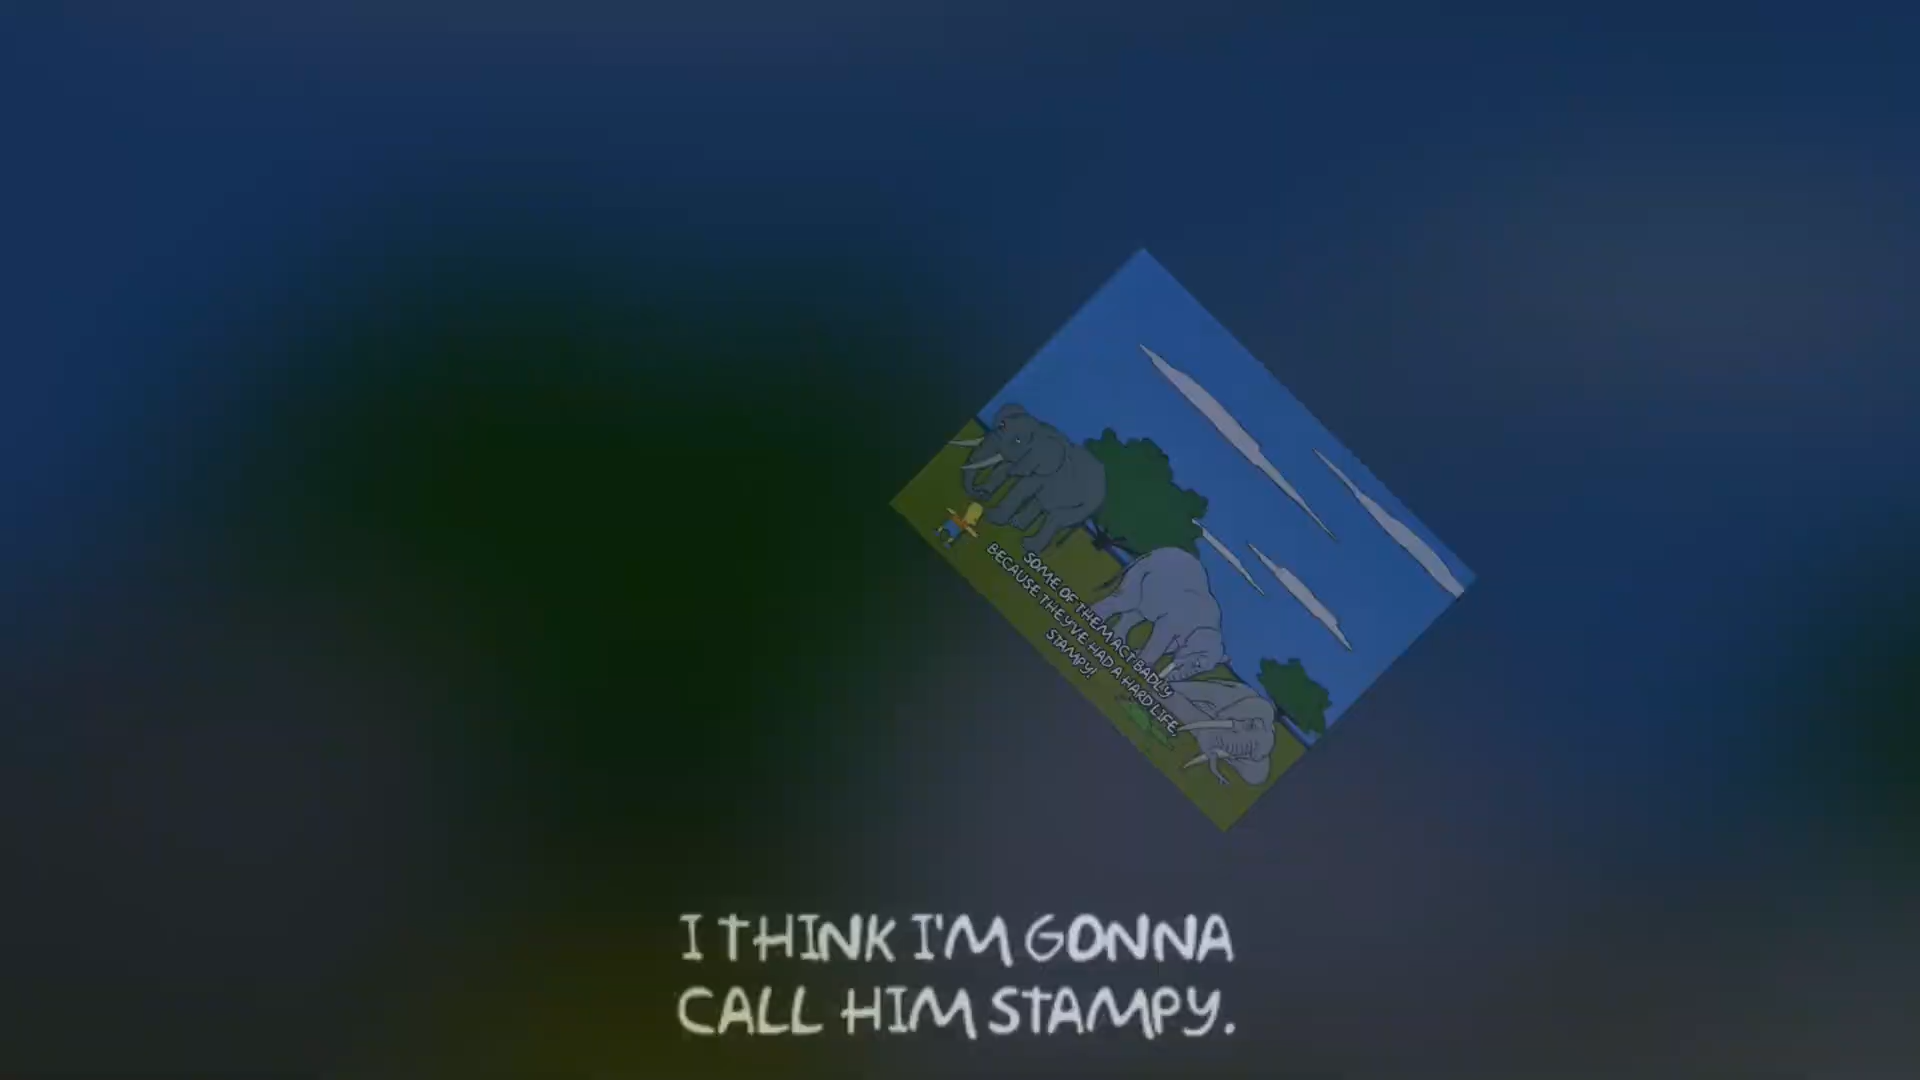 SOME OF THEM ACT BADLY
BECAUSE THEY'VE HAD A HARD LIFE,
STAMPY!
I THINK I'M GONNA
CALL HIM STAMPY.